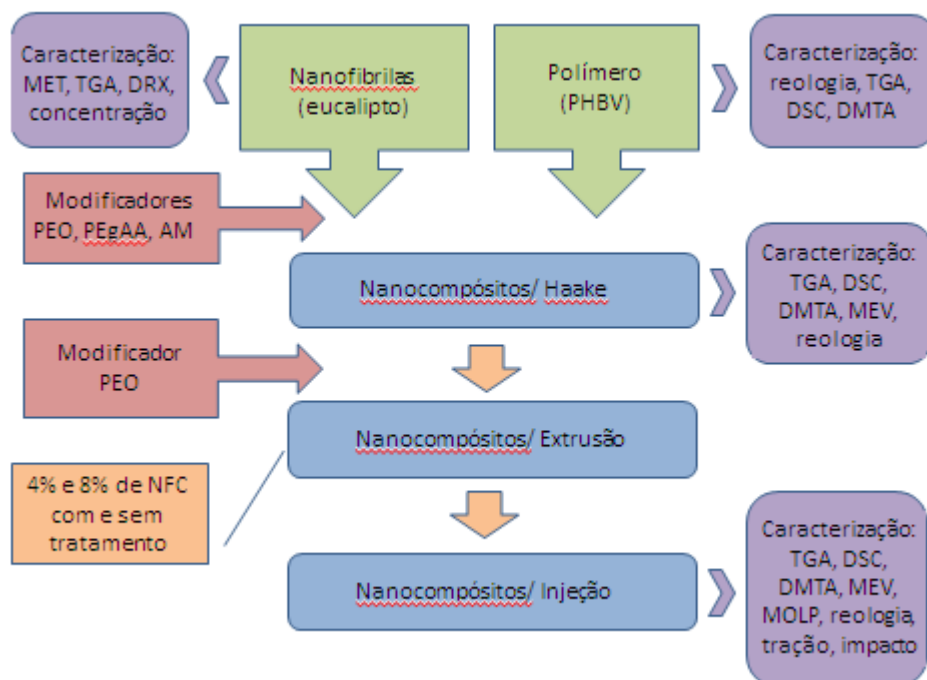 Caracterização:
MET, TGA, DRX,
concentração
Nanofibrilas
(eucalipto)
Polímero
(PHBV)
Caracterização:
reologia, TGA,
DSC, DMTA
Modificadores
PEO, PEgAA, AM
Nanocompósitos/ Haake
Caracterização:
TGA, DSC,
DMTA, MEV,
reologia
Modificador
PEO
Nanocompósitos/ Extrusão
4% e 8% de NFC
com e sem
tratamento
Nanocompósitos/ Injeção
Caracterização:
TGA, DSC,
DMTA, MEV,
MOLP, reologia,
tração, impacto